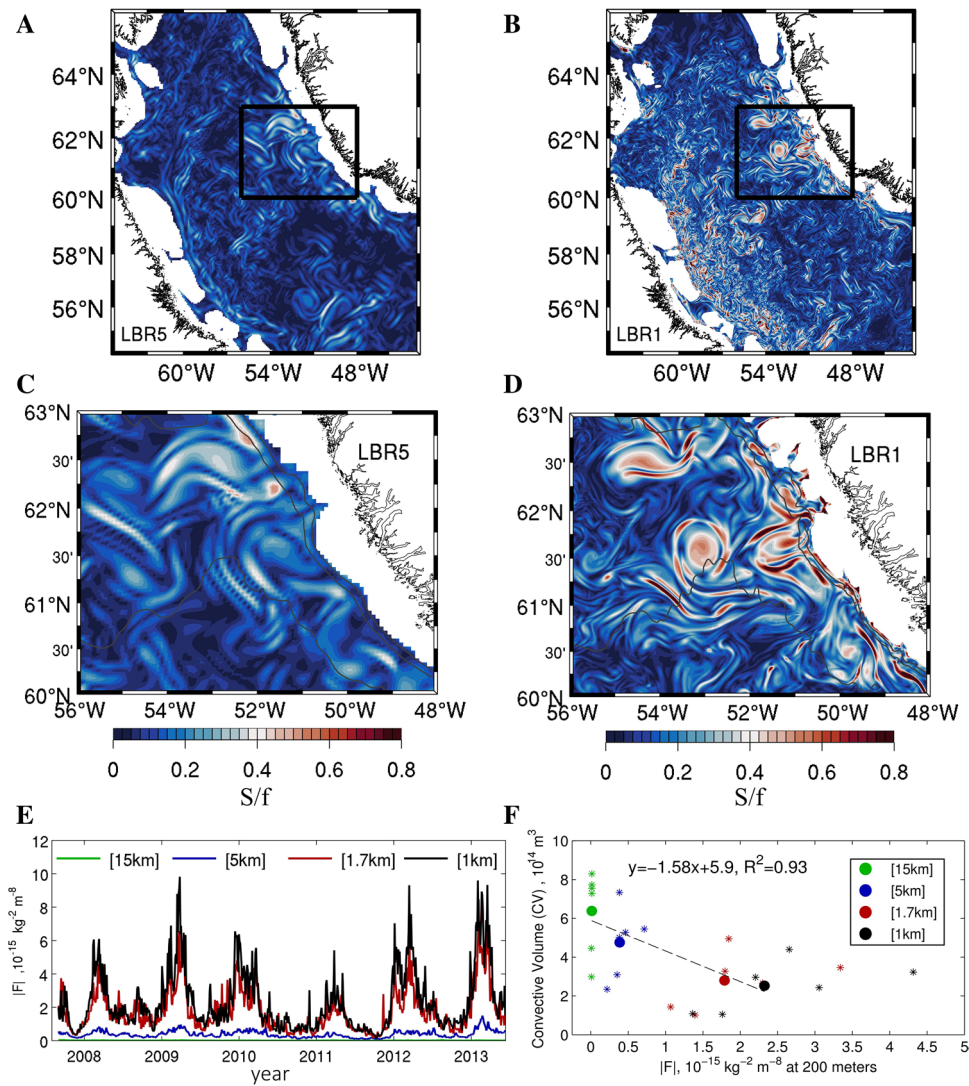 A
B
64°N
62°N
60°N
58°N
56°N
LBR5
60°W 54°W 48°W
64°N
62°N
60°N
58°N
56°N
LBR1
60°W 54°W 48°W
C
D
63°N
30'
62°N
30'
61°N
30'
60°N
LBR5
56°W 54°W 52°W 50°W 48°W
0 0.2 0.4 0.6 0.8
S/f
63°N
30'
62°N
30'
61°N
30'
60°N
LBR1
56°W 54°W 52°W 50°W 48°W
0 0.2 0.4 0.6 0.8
S/f
E
[15km] [5km] [1.7km] [1km]
|F| ,10⁻¹⁵ kg⁻² m⁻⁸
12
10
8
6
4
2
0
2008 2009 2010 2011 2012 2013
year
F
Convective Volume (CV) , 10¹⁴ m³
10
8
6
4
2
0
y=−1.58x+5.9, R²=0.93
[15km]
[5km]
[1.7km]
[1km]
0 0.5 1 1.5 2 2.5 3 3.5 4 4.5 5
|F|, 10⁻¹⁵ kg⁻² m⁻⁸ at 200 meters